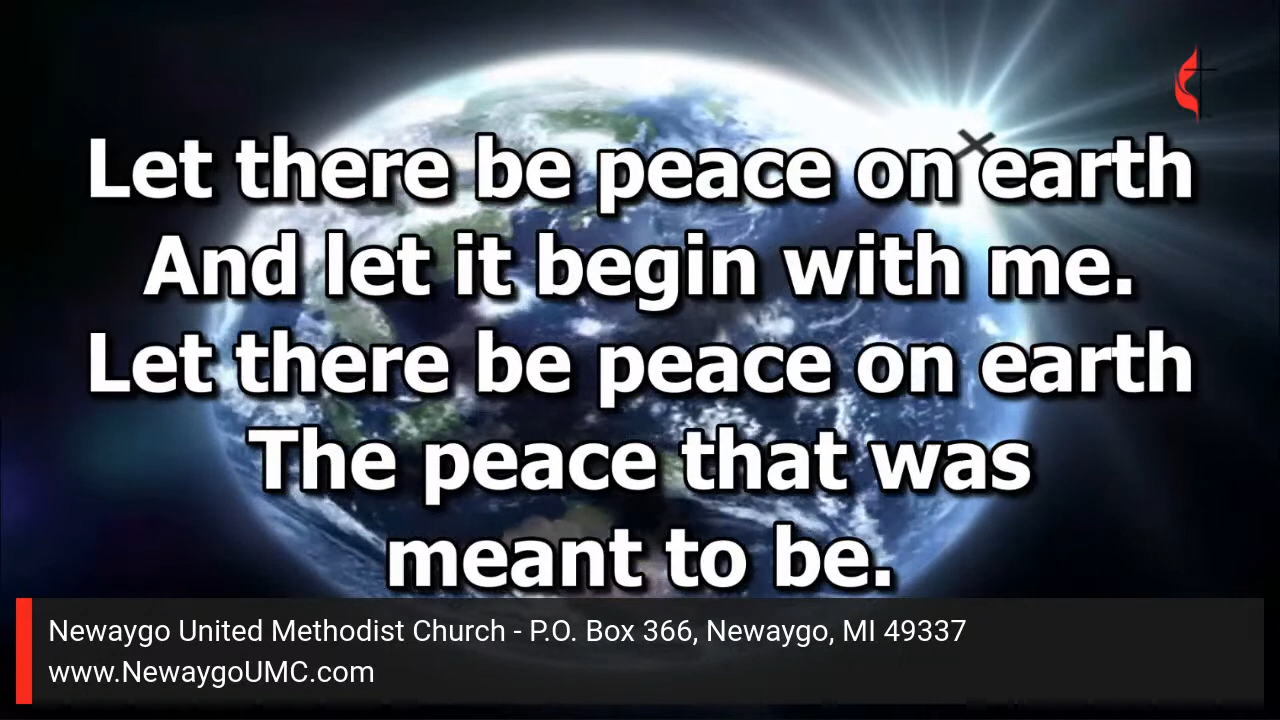 Let there be peace on earth
And let it begin with me.
Let there be peace on earth
The peace that was
meant to be.
Newaygo United Methodist Church - P.O. Box 366, Newaygo, MI 49337
www.NewaygoUMC.com